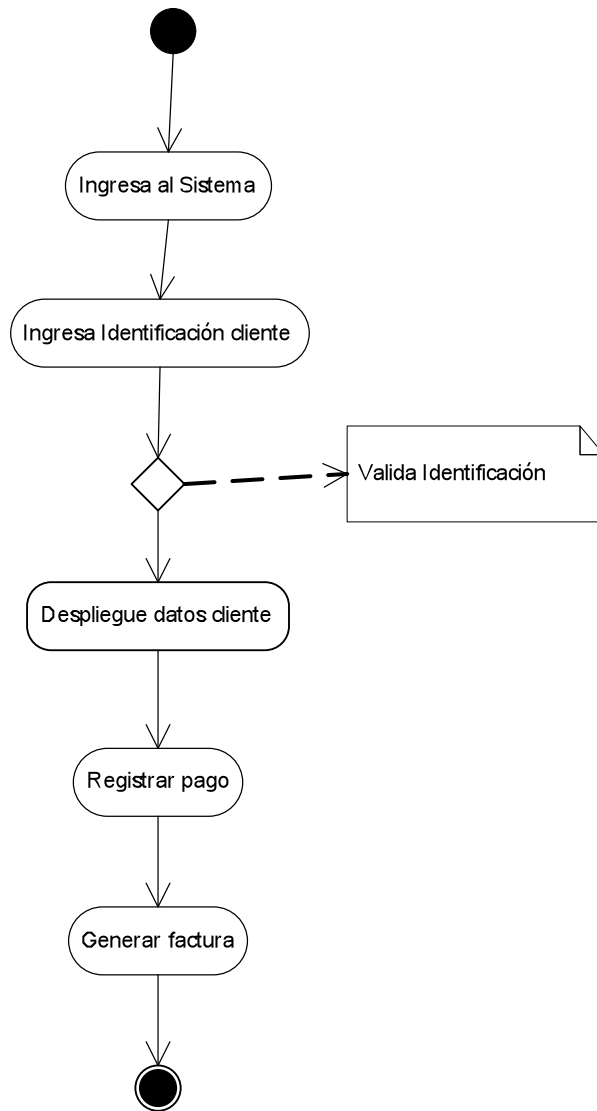 Ingresa al Sistema
Ingresa Identificación cliente
Valida Identificación
Despliegue datos cliente
Registrar pago
Generar factura